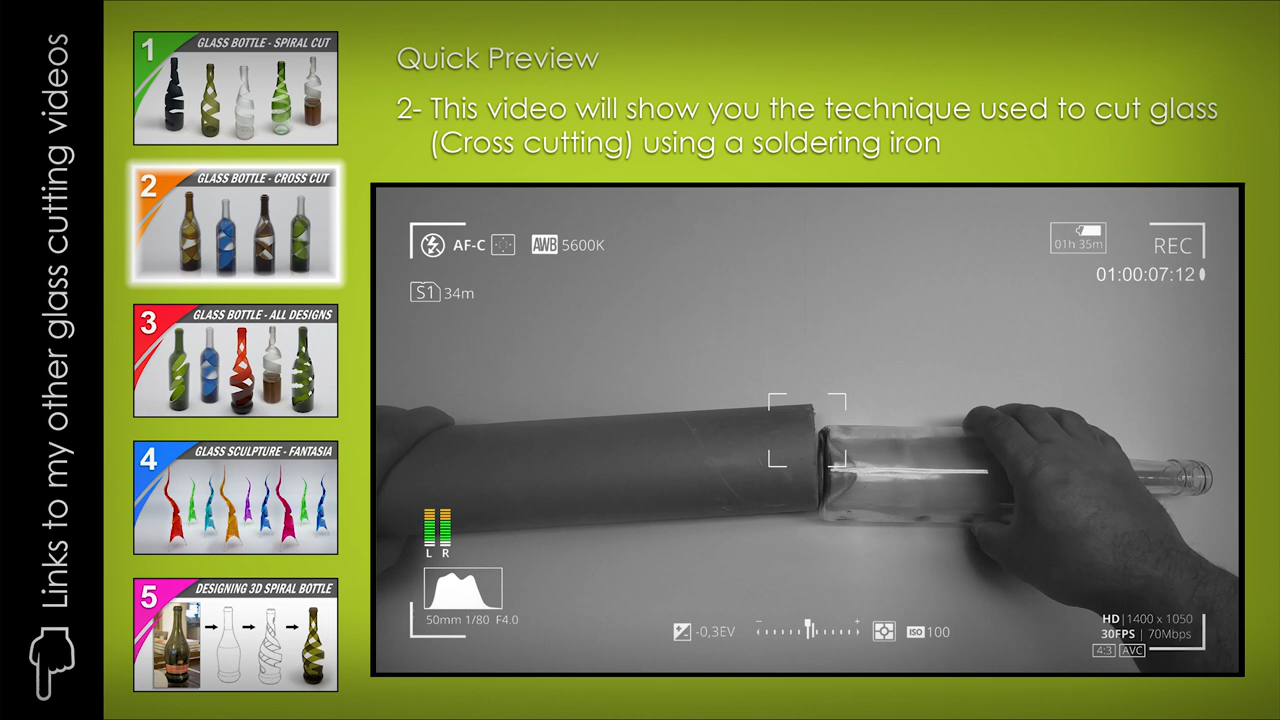 Links to my other glass cutting videos
1
GLASS BOTTLE - SPIRAL CUT
2
GLASS BOTTLE - CROSS CUT
3
GLASS BOTTLE - ALL DESIGNS
4
GLASS SCULPTURE - FANTASIA
5
DESIGNING 3D SPIRAL BOTTLE
Quick Preview
2- This video will show you the technique used to cut glass
(Cross cutting) using a soldering iron
AF-C AWB 5600K
S1 34m
01h 35m REC
01:00:07:12
L R
50mm 1/80 F4.0
-0,3EV
ISO 100
HD 1400 x 1050
30FPS | 70Mbps
4:3 AVC